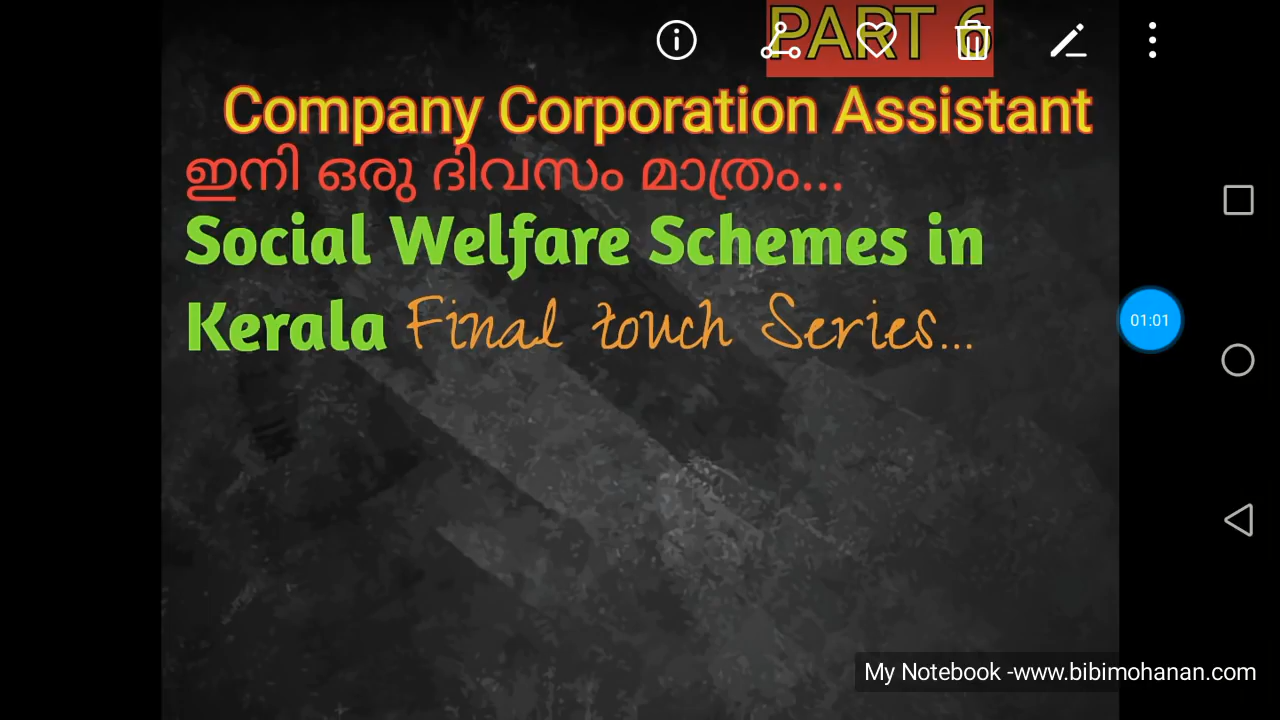 PART 6
Company Corporation Assistant
ഇനി ഒരു ദിവസം മാത്രം...
Social Welfare Schemes in
Kerala Final touch Series...
01:01
My Notebook -www.bibimohanan.com